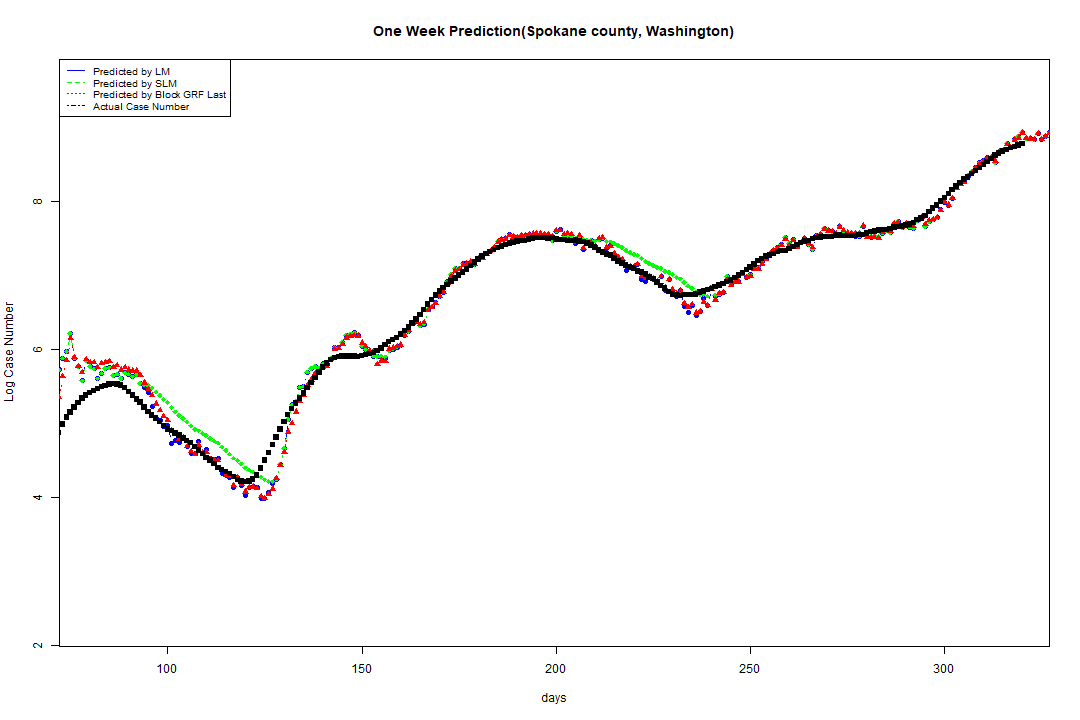 One Week Prediction(Spokane county, Washington)
Predicted by LM
Predicted by SLM
Predicted by Block GRF Last
Actual Case Number
8
6
4
2
Log Case Number
100 150 200 250 300
days